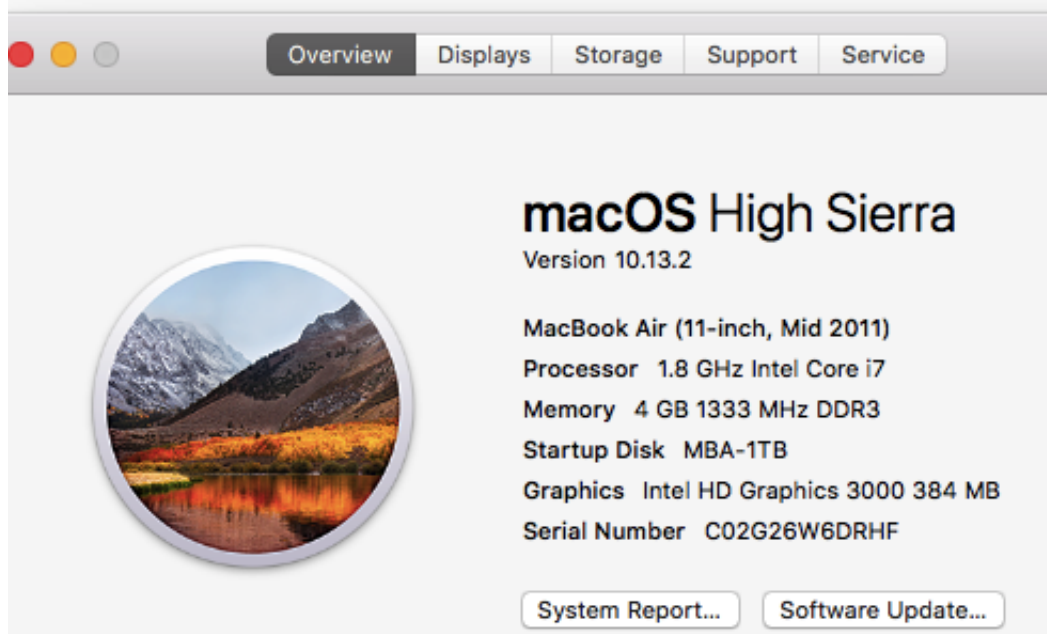 Overview Displays Storage Support Service
macOS High Sierra
Version 10.13.2
MacBook Air (11-inch, Mid 2011)
Processor 1.8 GHz Intel Core i7
Memory 4 GB 1333 MHz DDR3
Startup Disk MBA-1TB
Graphics Intel HD Graphics 3000 384 MB
Serial Number C02G26W6DRHF
System Report... Software Update...